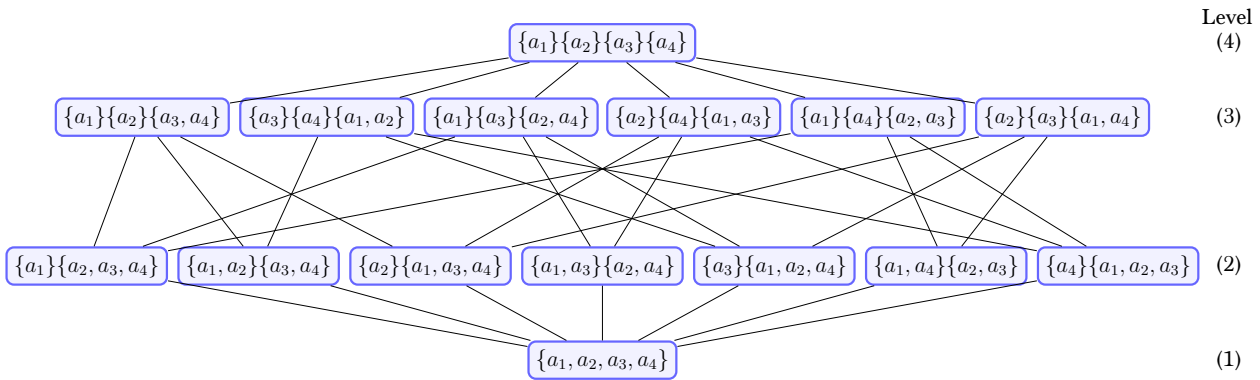 Level
{a₁}{a₂}{a₃}{a₄} (4)
{a₁}{a₂}{a₃, a₄} {a₃}{a₄}{a₁, a₂} {a₁}{a₃}{a₂, a₄} {a₂}{a₄}{a₁, a₃} {a₁}{a₄}{a₂, a₃} {a₂}{a₃}{a₁, a₄} (3)
{a₁}{a₂, a₃, a₄} {a₁, a₂}{a₃, a₄} {a₂}{a₁, a₃, a₄} {a₁, a₃}{a₂, a₄} {a₃}{a₁, a₂, a₄} {a₁, a₄}{a₂, a₃} {a₄}{a₁, a₂, a₃} (2)
{a₁, a₂, a₃, a₄} (1)